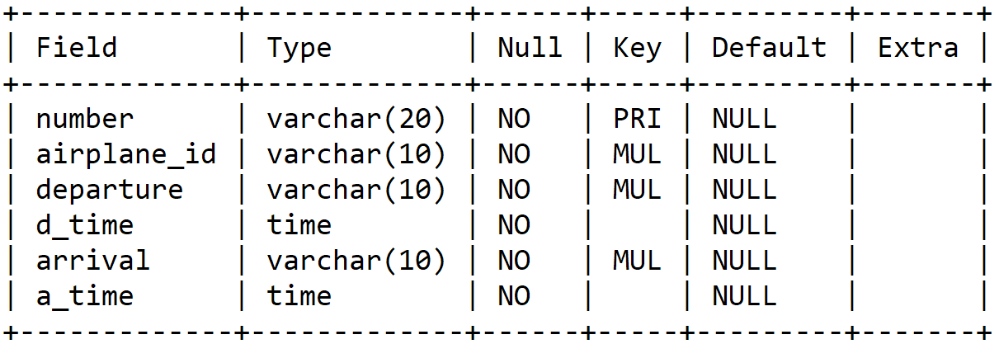 +-------------+-------------+------+-----+---------+-------+
| Field       | Type        | Null | Key | Default | Extra |
+-------------+-------------+------+-----+---------+-------+
| number      | varchar(20) | NO   | PRI | NULL    |       |
| airplane_id | varchar(10) | NO   | MUL | NULL    |       |
| departure   | varchar(10) | NO   | MUL | NULL    |       |
| d_time      | time        | NO   |     | NULL    |       |
| arrival     | varchar(10) | NO   | MUL | NULL    |       |
| a_time      | time        | NO   |     | NULL    |       |
+-------------+-------------+------+-----+---------+-------+